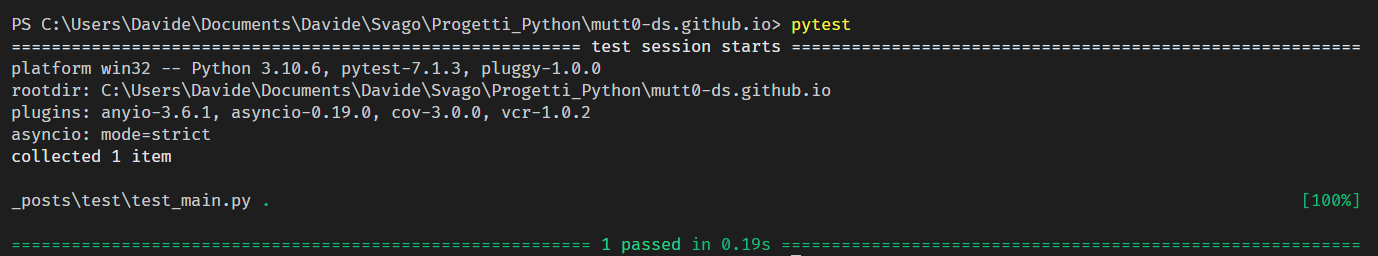 PS C:\Users\Davide\Documents\Davide\Svago\Progetti_Python\mutt0-ds.github.io> pytest
========================================================= test session starts =========================================================
platform win32 -- Python 3.10.6, pytest-7.1.3, pluggy-1.0.0
rootdir: C:\Users\Davide\Documents\Davide\Svago\Progetti_Python\mutt0-ds.github.io
plugins: anyio-3.6.1, asyncio-0.19.0, cov-3.0.0, vcr-1.0.2
asyncio: mode=strict
collected 1 item
_posts\test\test_main.py . [100%]
========================================================== 1 passed in 0.19s ==========================================================